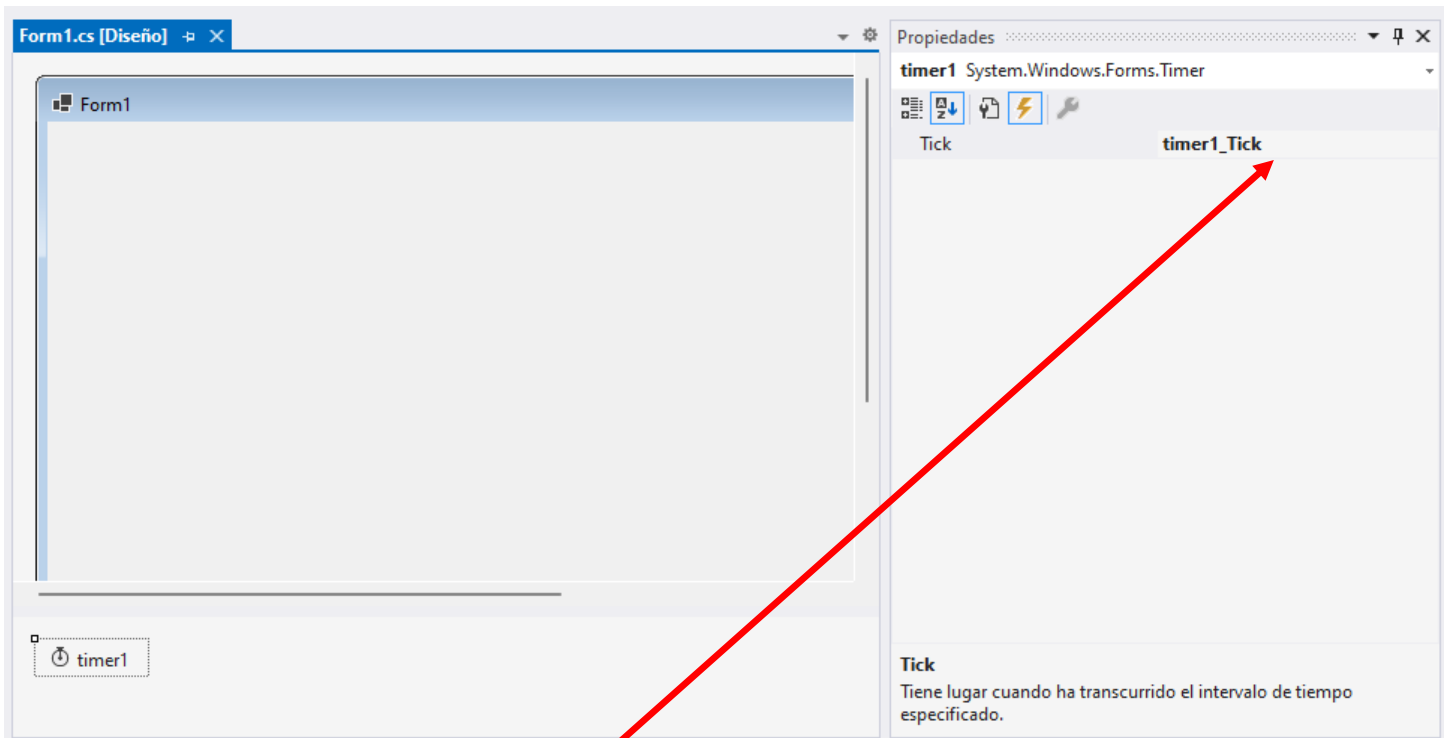 Form1.cs [Diseño]
Form1
timer1
Propiedades
timer1 System.Windows.Forms.Timer
Tick timer1_Tick
Tick
Tiene lugar cuando ha transcurrido el intervalo de tiempo
especificado.